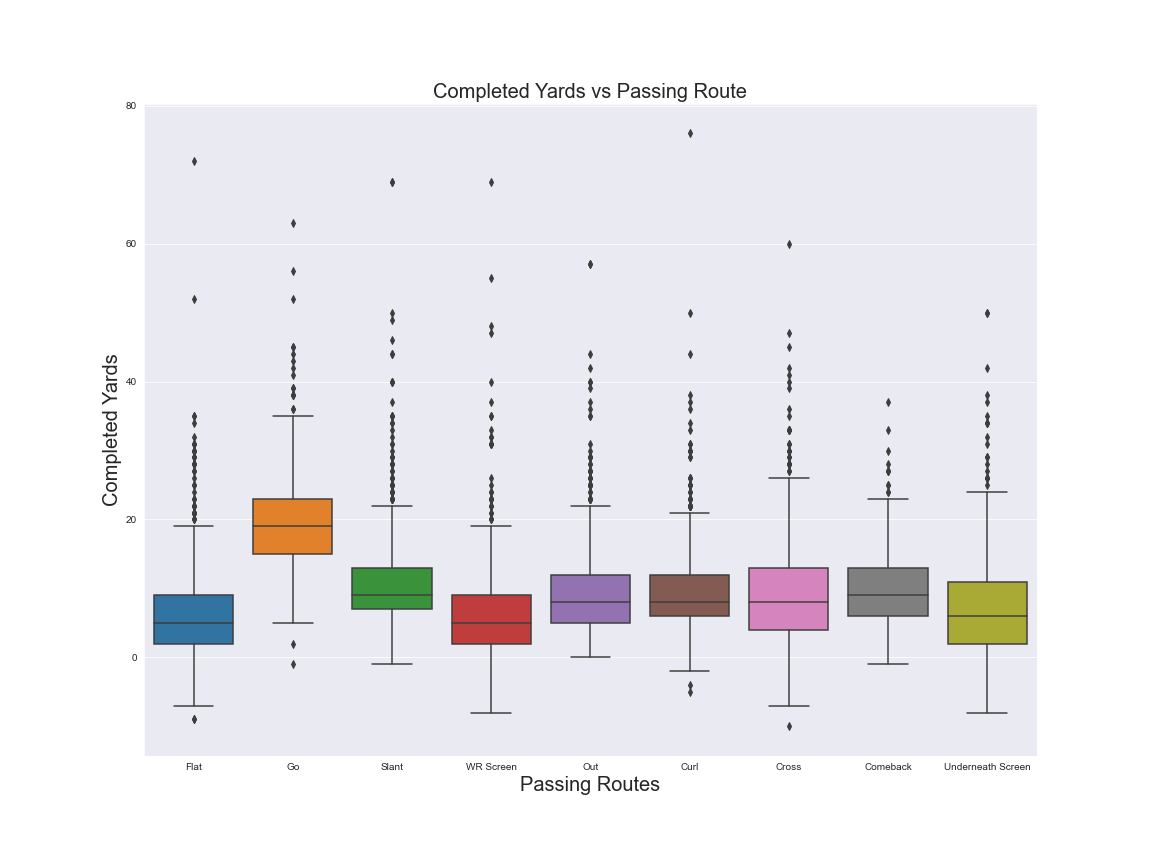 Completed Yards vs Passing Route
80
60
40
20
0
Completed Yards
Flat Go Slant WR Screen Out Curl Cross Comeback Underneath Screen
Passing Routes